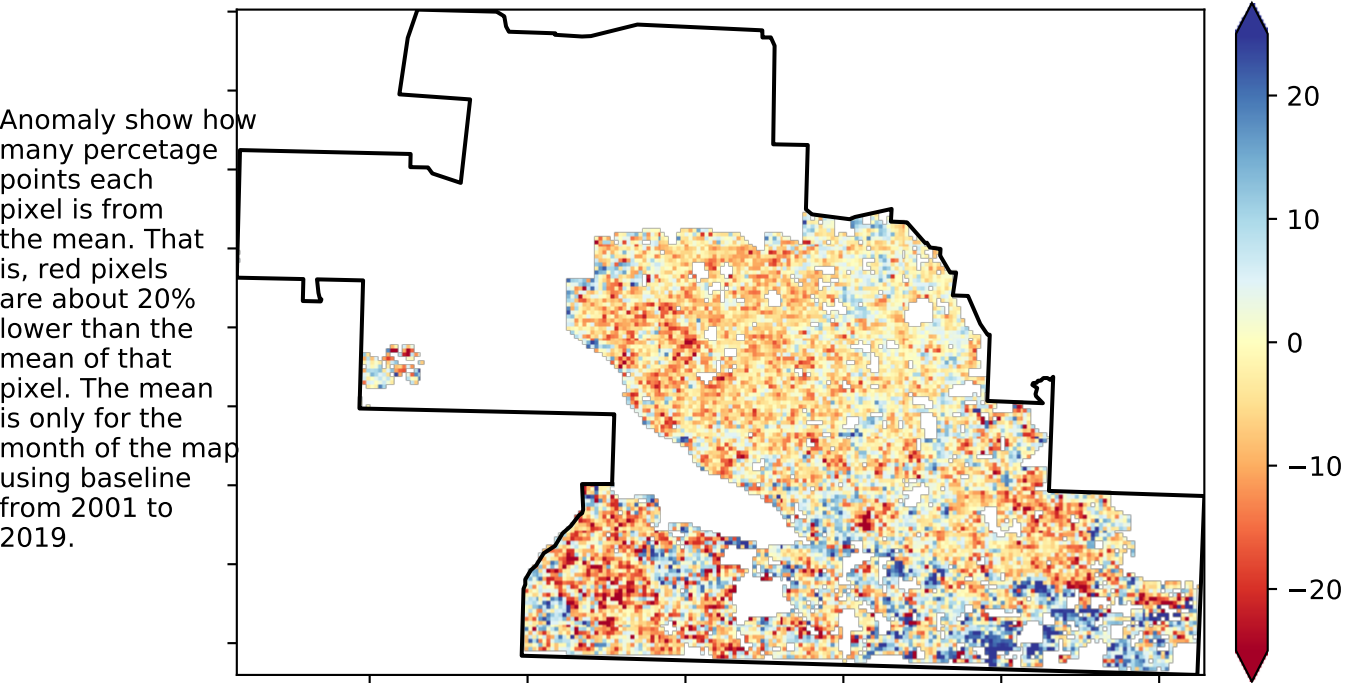 Anomaly show how
many percetage
points each
pixel is from
the mean. That
is, red pixels
are about 20%
lower than the
mean of that
pixel. The mean
is only for the
month of the map
using baseline
from 2001 to
2019.
20
10
0
−10
−20